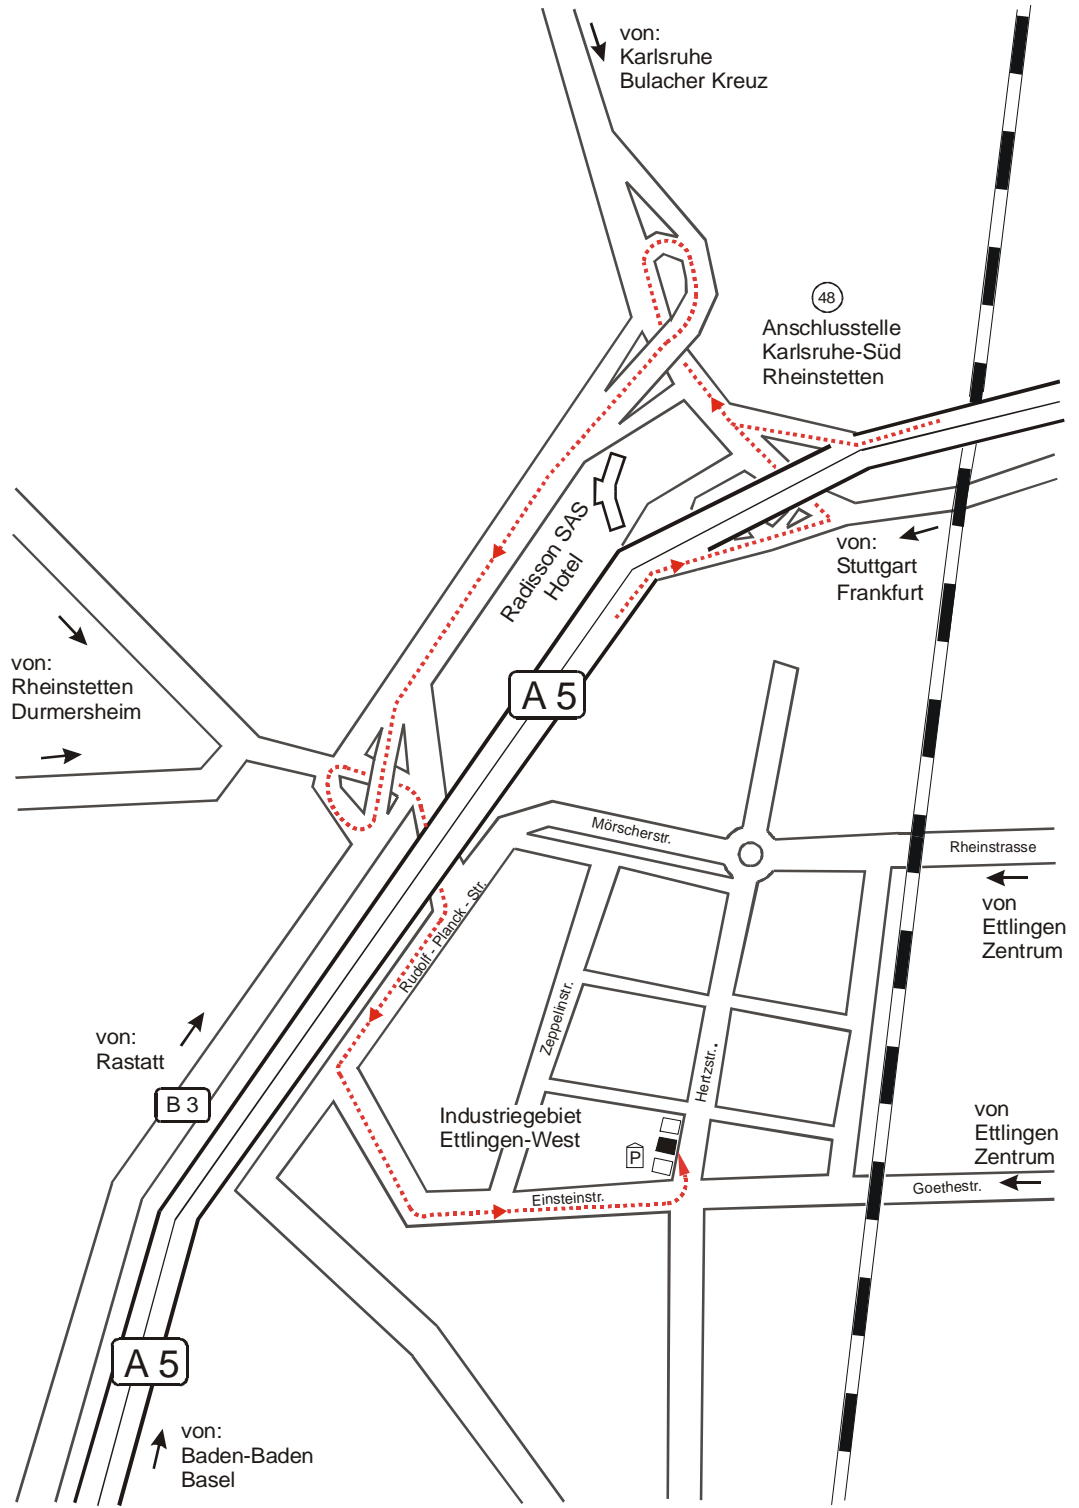 von:
Karlsruhe
Bulacher Kreuz
48
Anschlusstelle
Karlsruhe-Süd
Rheinstetten
Radisson SAS
Hotel
von:
Stuttgart
Frankfurt
von:
Rheinstetten
Durmersheim
A 5
Mörscherstr.
Rheinstrasse
von
Ettlingen
Zentrum
Rudolf - Planck - Str.
Zeppelinstr.
Hertzstr.
von:
Rastatt
B 3
Industriegebiet
Ettlingen-West
P
von
Ettlingen
Zentrum
Einsteinstr.
Goethestr.
A 5
von:
Baden-Baden
Basel